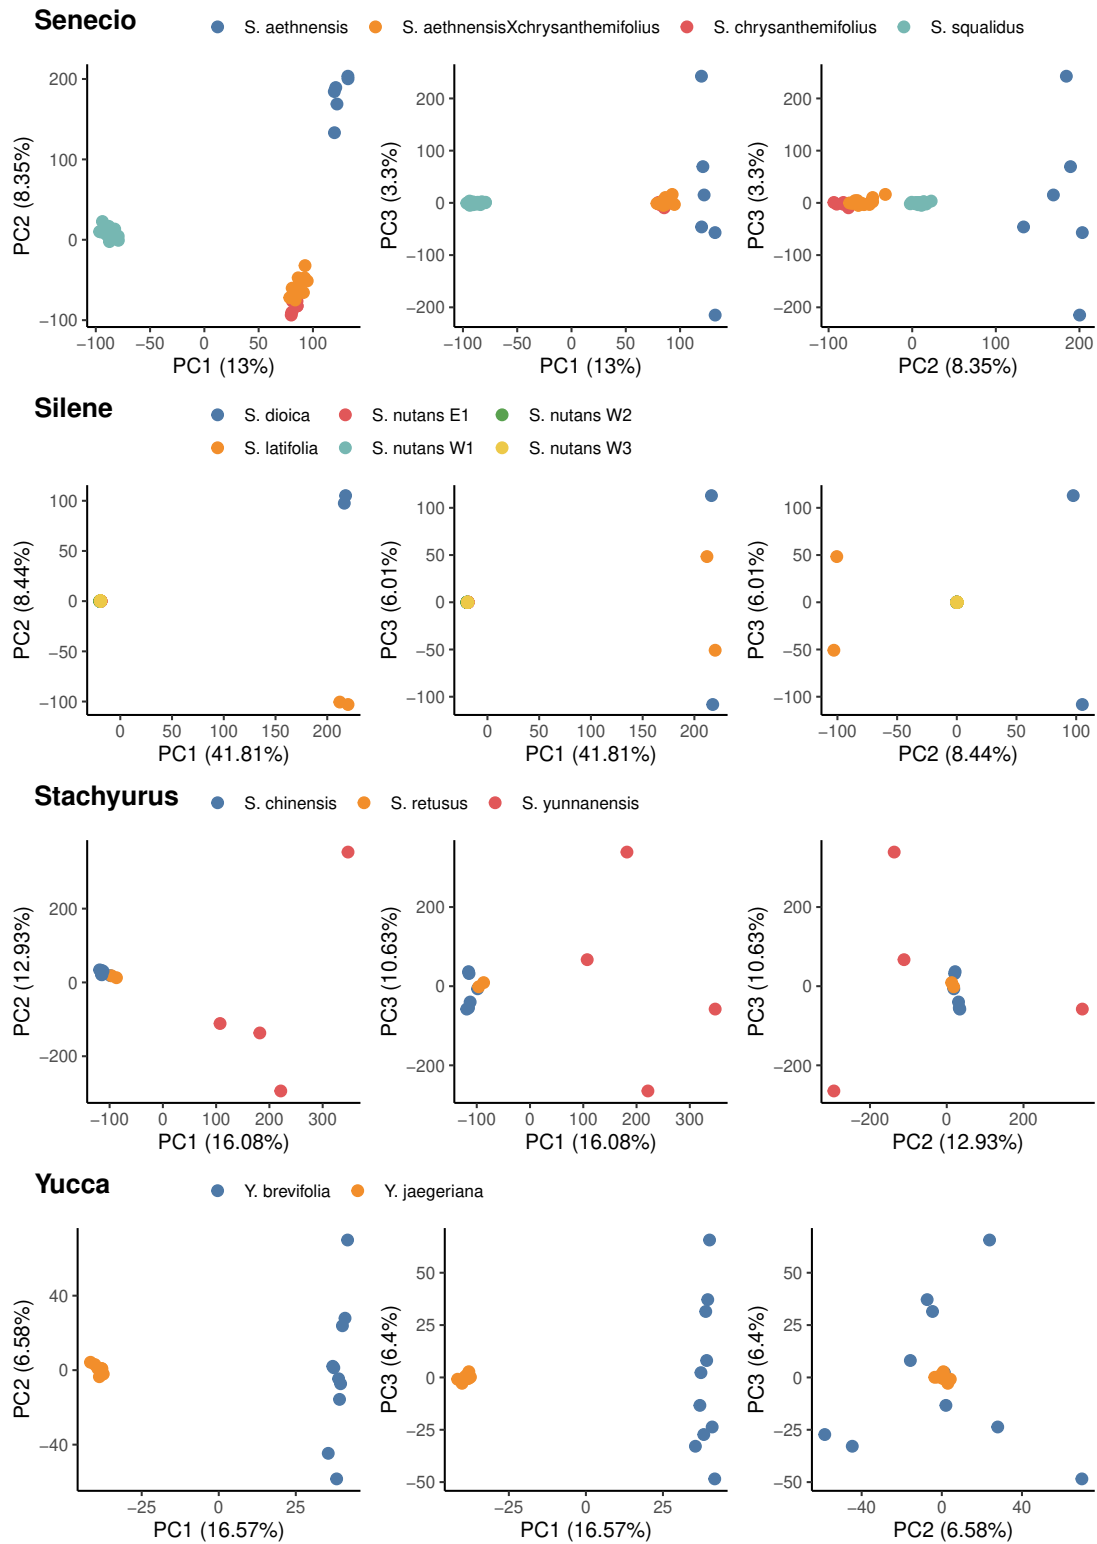 Senecio
S. aethnensis S. aethnensisXchrysanthemifolius S. chrysanthemifolius S. squalidus
PC2 (8.35%)
200
100
0
−100
−100 −50 0 50 100
PC1 (13%)
PC3 (3.3%)
200
100
0
−100
−200
−100 −50 0 50 100
PC1 (13%)
PC3 (3.3%)
200
100
0
−100
−200
−100 0 100 200
PC2 (8.35%)
Silene
S. dioica S. nutans E1 S. nutans W2
S. latifolia S. nutans W1 S. nutans W3
PC2 (8.44%)
100
50
0
−50
−100
0 50 100 150 200
PC1 (41.81%)
PC3 (6.01%)
100
50
0
−50
−100
0 50 100 150 200
PC1 (41.81%)
PC3 (6.01%)
100
50
0
−50
−100
−100 −50 0 50 100
PC2 (8.44%)
Stachyurus
S. chinensis S. retusus S. yunnanensis
PC2 (12.93%)
200
0
−200
−100 0 100 200 300
PC1 (16.08%)
PC3 (10.63%)
200
0
−200
−100 0 100 200 300
PC1 (16.08%)
PC3 (10.63%)
200
0
−200
−200 0 200
PC2 (12.93%)
Yucca
Y. brevifolia Y. jaegeriana
PC2 (6.58%)
40
0
−40
−25 0 25
PC1 (16.57%)
PC3 (6.4%)
50
25
0
−25
−50
−25 0 25
PC1 (16.57%)
PC3 (6.4%)
50
25
0
−25
−50
−40 0 40
PC2 (6.58%)